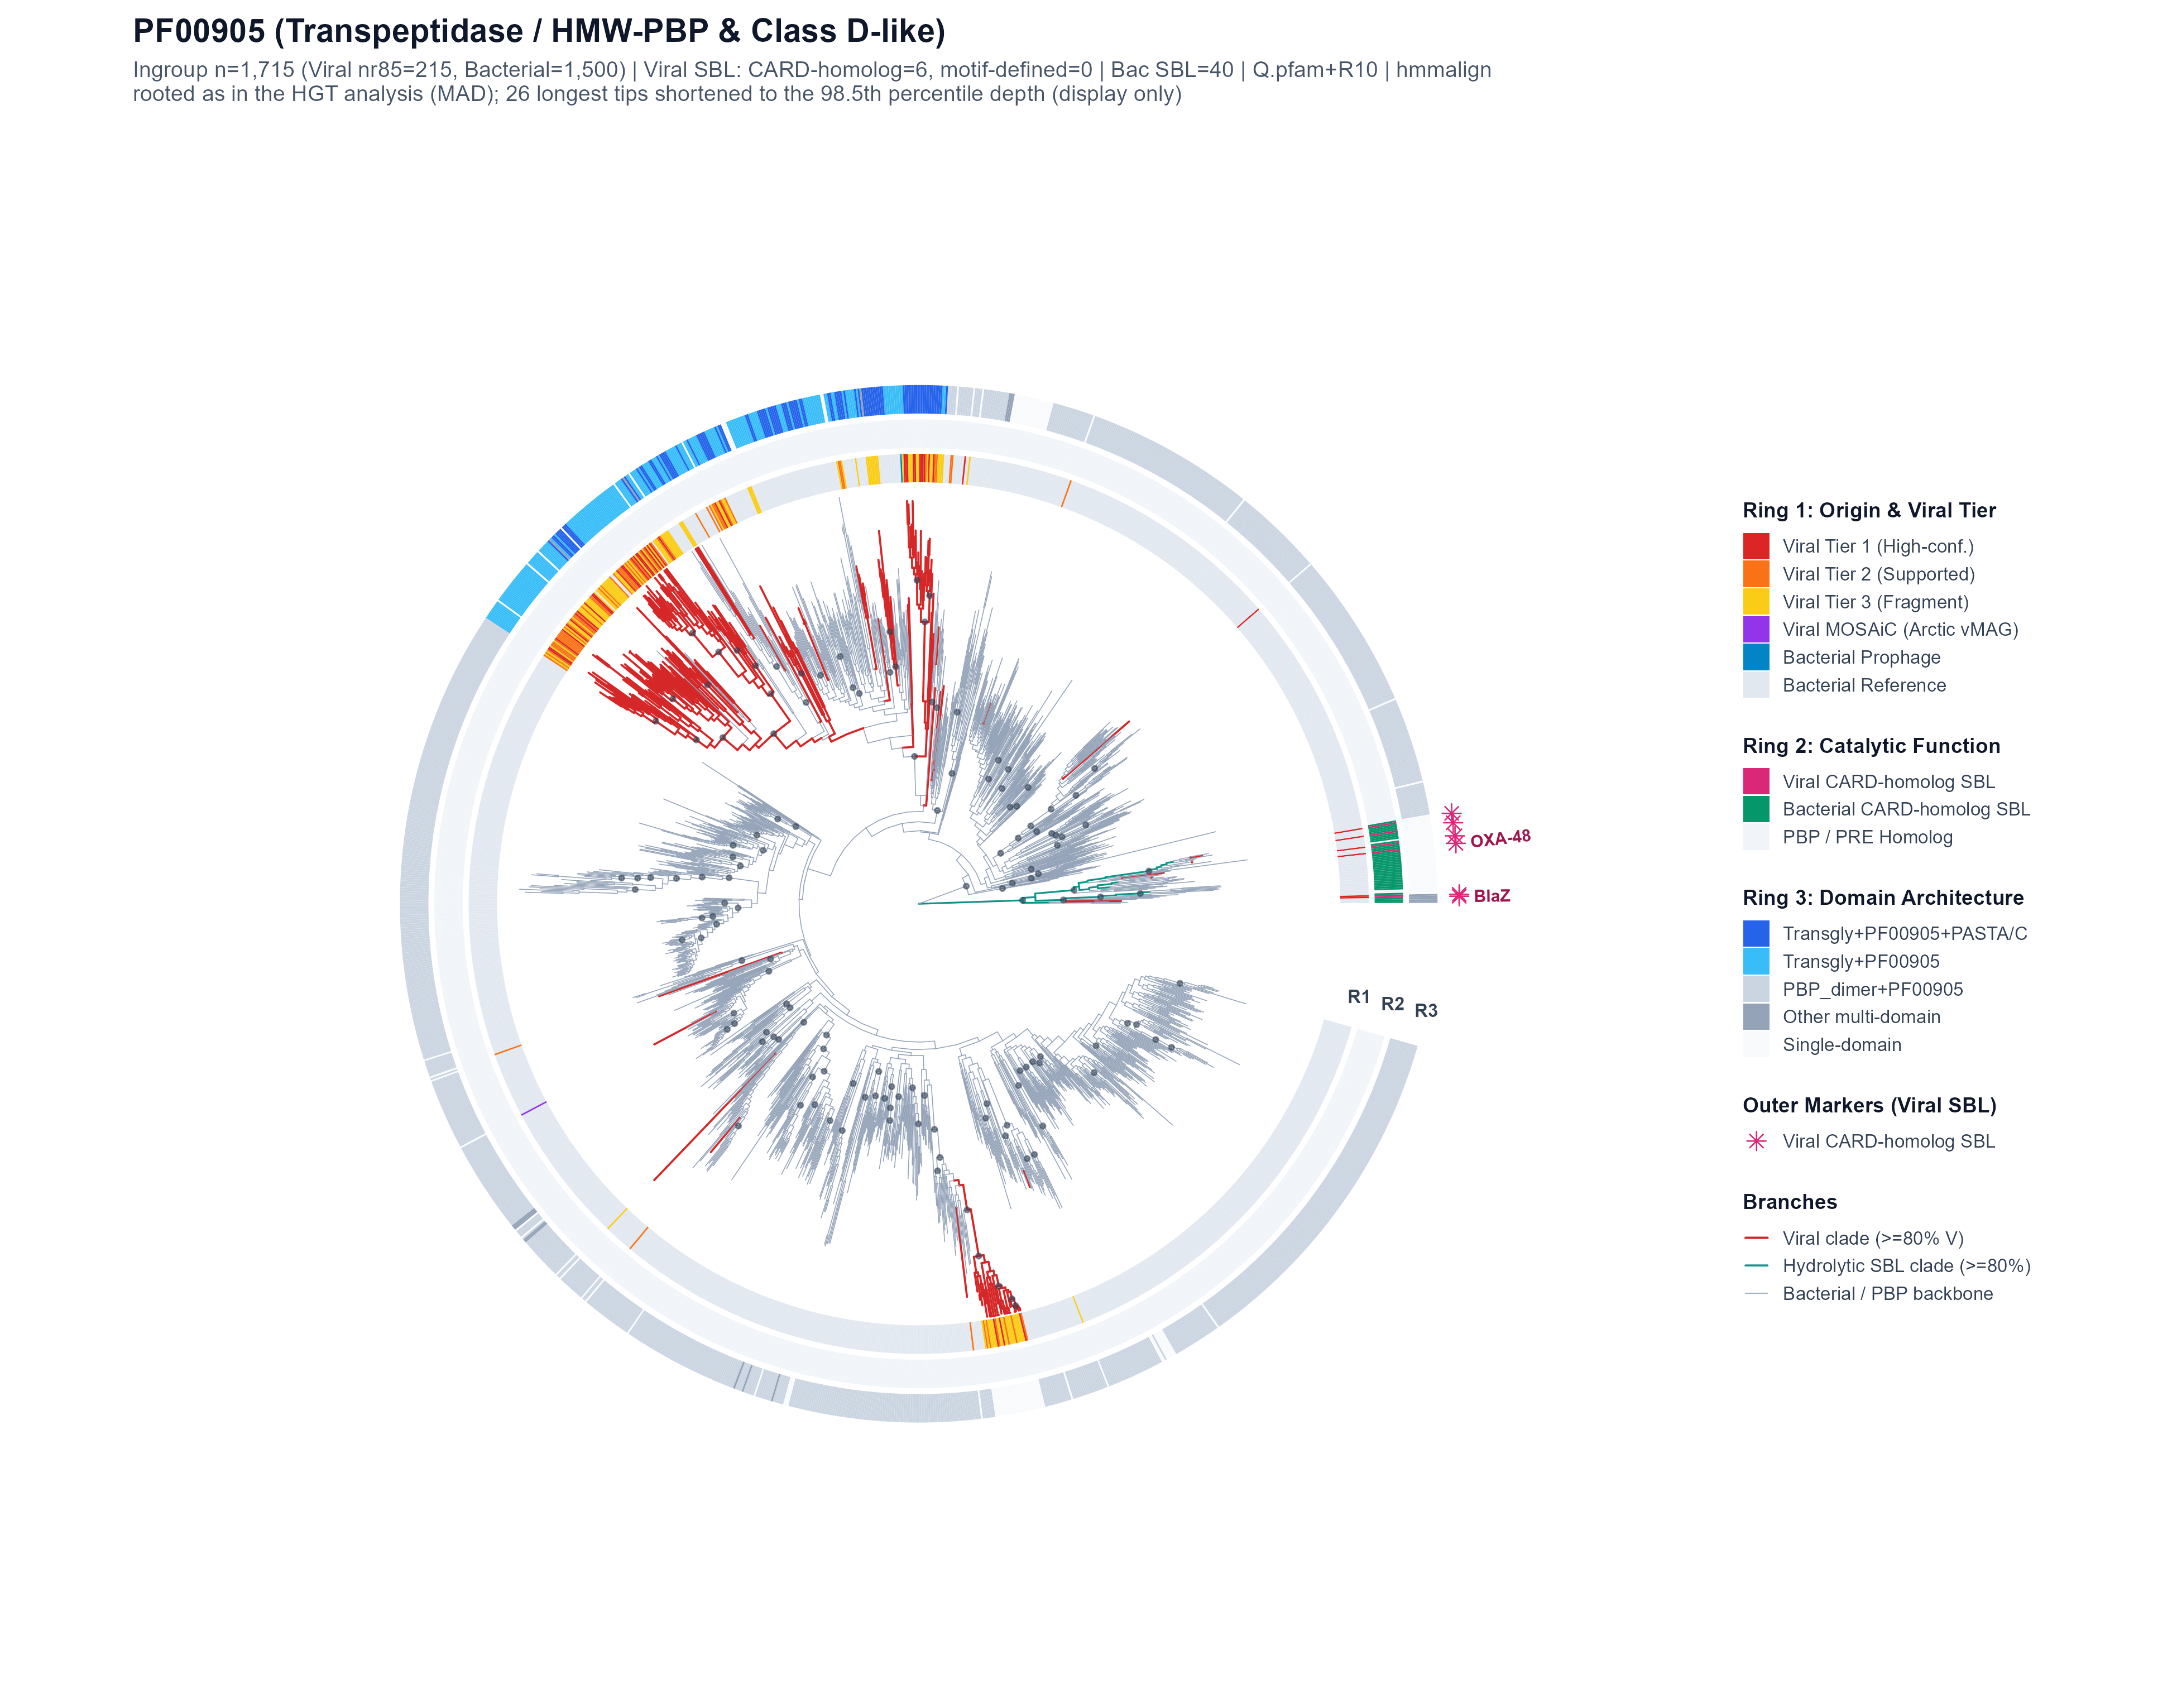 PF00905 (Transpeptidase / HMW-PBP & Class D-like)
Ingroup n=1,715 (Viral nr85=215, Bacterial=1,500) | Viral SBL: CARD-homolog=6, motif-defined=0 | Bac SBL=40 | Q.pfam+R10 | hmmalign
rooted as in the HGT analysis (MAD); 26 longest tips shortened to the 98.5th percentile depth (display only)
OXA-48
BlaZ
R1
R2
R3
Ring 1: Origin & Viral Tier
Viral Tier 1 (High-conf.)
Viral Tier 2 (Supported)
Viral Tier 3 (Fragment)
Viral MOSAiC (Arctic vMAG)
Bacterial Prophage
Bacterial Reference
Ring 2: Catalytic Function
Viral CARD-homolog SBL
Bacterial CARD-homolog SBL
PBP / PRE Homolog
Ring 3: Domain Architecture
Transgly+PF00905+PASTA/C
Transgly+PF00905
PBP_dimer+PF00905
Other multi-domain
Single-domain
Outer Markers (Viral SBL)
Viral CARD-homolog SBL
Branches
Viral clade (>=80% V)
Hydrolytic SBL clade (>=80%)
Bacterial / PBP backbone